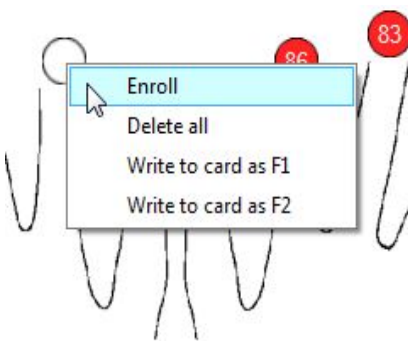 83
86
Enroll
Delete all
Write to card as F1
Write to card as F2